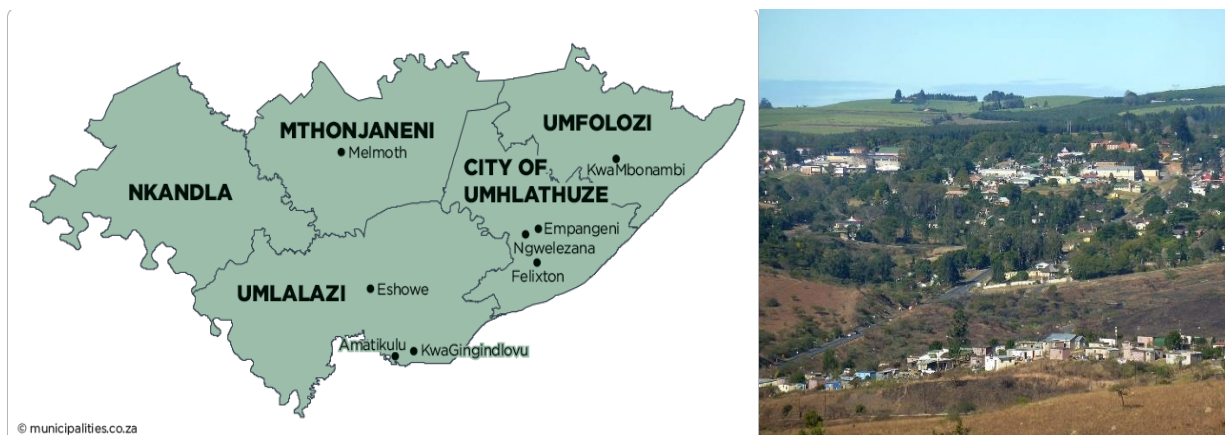 MTHONJANENI
Melmoth
UMFOLOZI
KwaMbonambi
CITY OF
UMHLATHUZE
NKANDLA
Empangeni
Ngwelezana
Felixton
UMLALAZI
Eshowe
Amatikulu
KwaGingindlovu
© municipalities.co.za